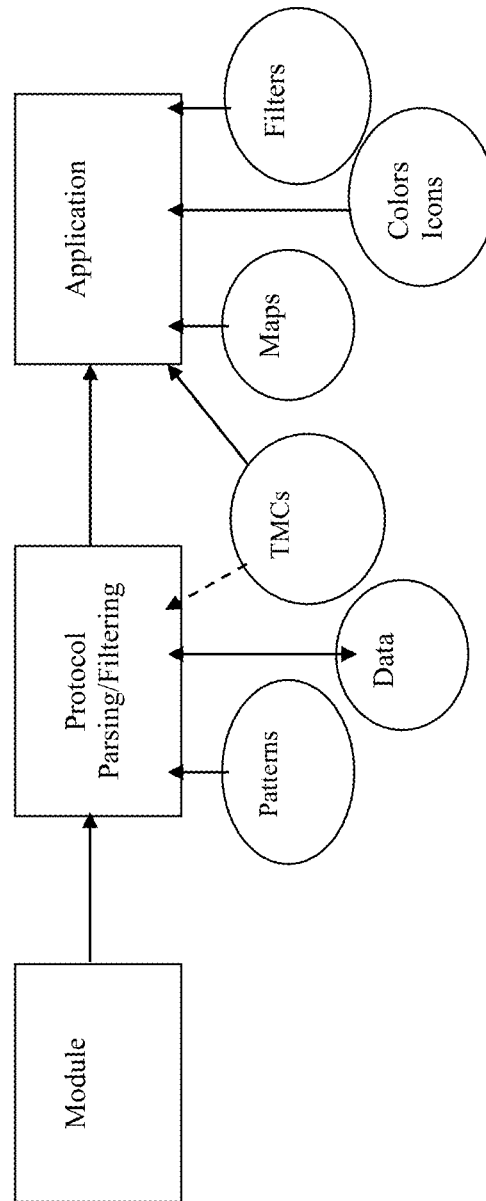 Module
Protocol
Parsing/Filtering
Application
Patterns
Data
TMCs
Maps
Colors
Icons
Filters